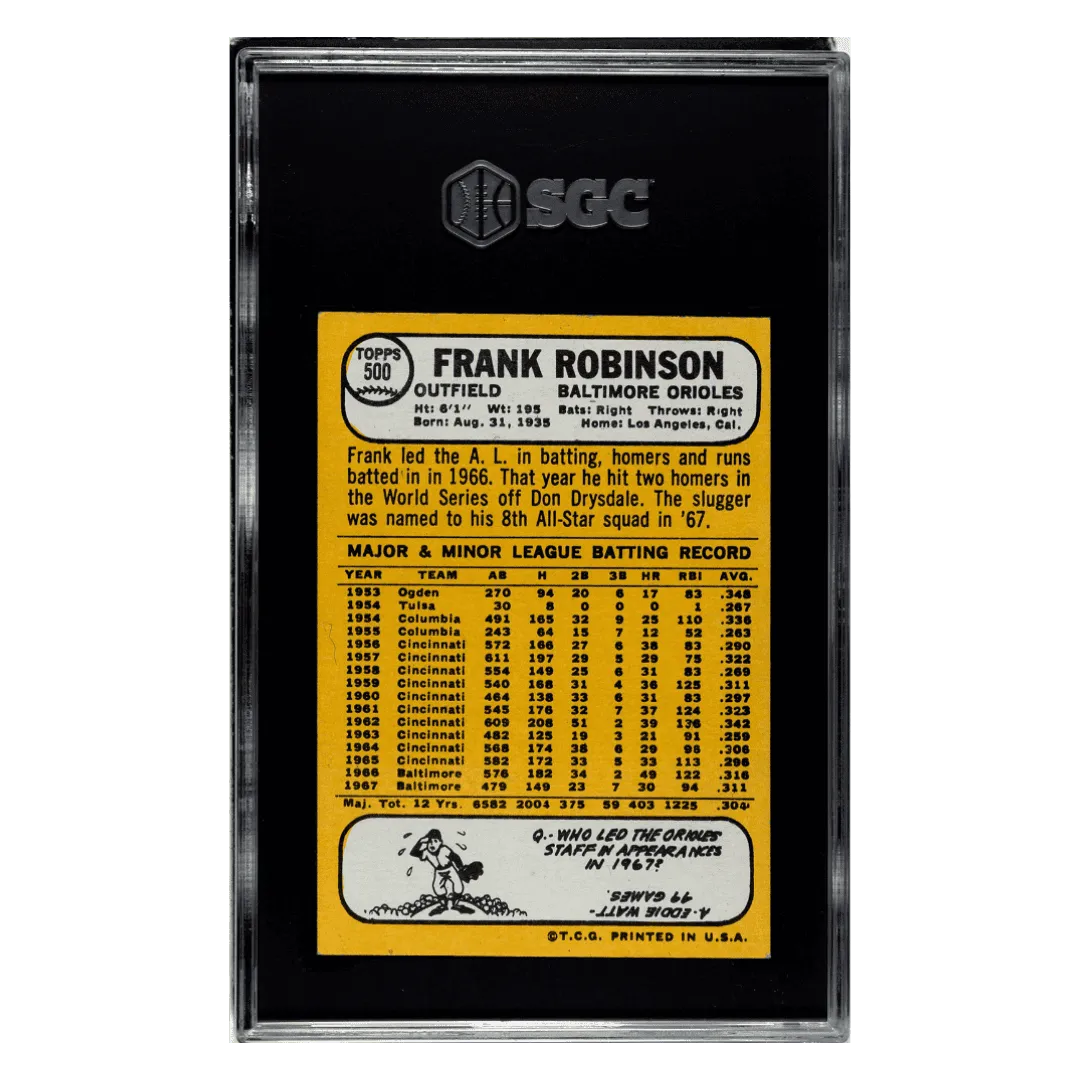 SGC
TOPPS
500
FRANK ROBINSON
OUTFIELD BALTIMORE ORIOLES
Ht: 6'1" Wt: 195 Bats: Right Throws: Right
Born: Aug. 31, 1935 Home: Los Angeles, Cal.
Frank led the A. L. in batting, homers and runs
batted in in 1966. That year he hit two homers in
the World Series off Don Drysdale. The slugger
was named to his 8th All-Star squad in '67.
MAJOR & MINOR LEAGUE BATTING RECORD
YEAR TEAM AB H 2B 3B HR RBI AVG.
1953 Ogden 270 94 20 6 17 83 .348
1954 Tulsa 30 8 0 0 0 1 .267
1954 Columbia 491 165 32 9 25 110 .336
1955 Columbia 243 64 15 7 12 52 .263
1956 Cincinnati 572 166 27 6 38 83 .290
1957 Cincinnati 611 197 29 5 29 75 .322
1958 Cincinnati 554 149 25 6 31 83 .269
1959 Cincinnati 540 168 31 4 36 125 .311
1960 Cincinnati 464 138 33 6 31 83 .297
1961 Cincinnati 545 176 32 7 37 124 .323
1962 Cincinnati 609 208 51 2 39 136 .342
1963 Cincinnati 482 125 19 3 21 91 .259
1964 Cincinnati 568 174 38 6 29 96 .306
1965 Cincinnati 582 172 33 5 33 113 .296
1966 Baltimore 576 182 34 2 49 122 .316
1967 Baltimore 479 149 23 7 30 94 .311
Maj. Tot. 12 Yrs. 6582 2004 375 59 403 1225 .304
Q.-WHO LED THE ORIOLES
STAFF IN APPEARANCES
IN 1967?
A-EDDIE WATT-
49 GAMES.
©T.C.G. PRINTED IN U.S.A.